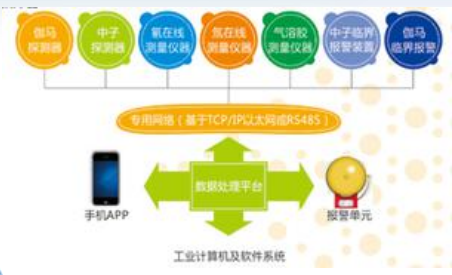 伽马
探测器
中子
探测器
氡在线
测量仪器
氚在线
测量仪器
气溶胶
测量仪器
中子临界
报警装置
伽马
临界报警
专用网络（基于TCP/IP以太网或RS485）
数据处理平台
手机APP
报警单元
工业计算机及软件系统